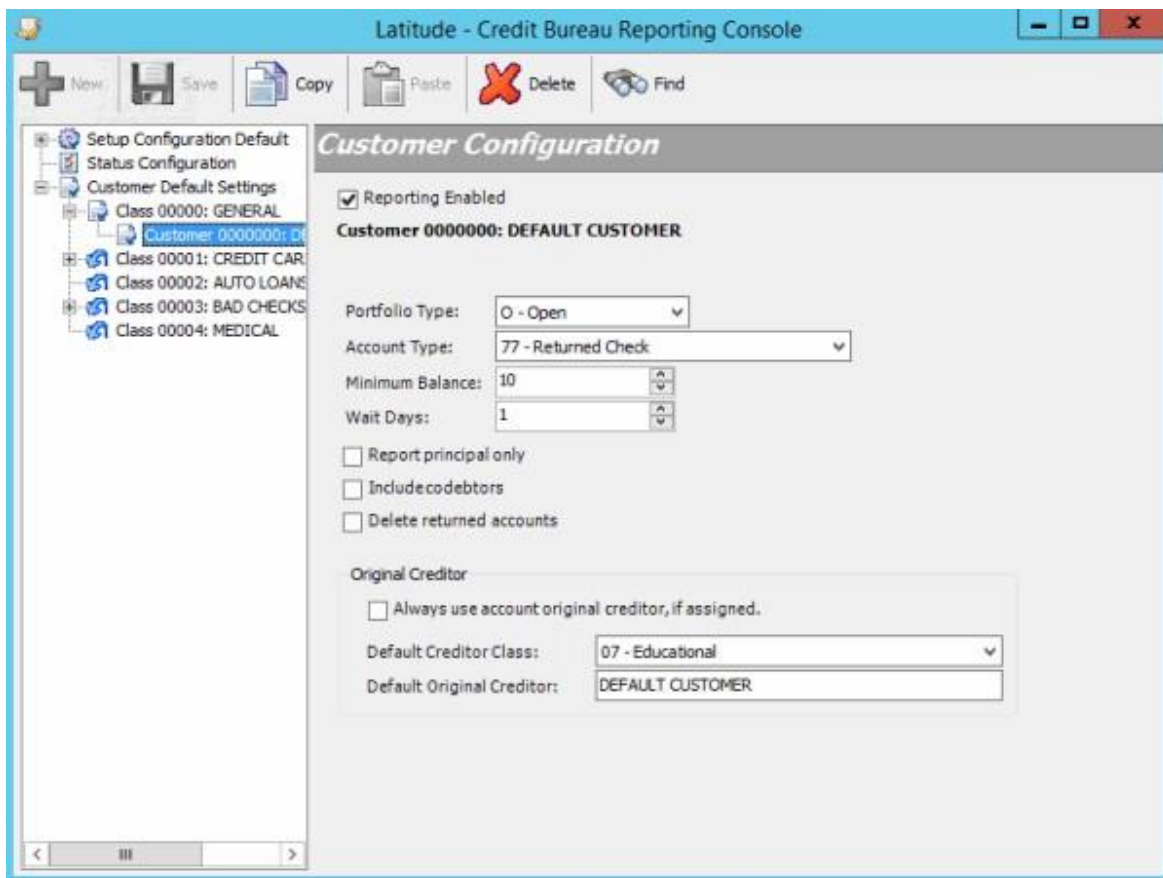 Latitude - Credit Bureau Reporting Console
New Save Copy Paste Delete Find
Setup Configuration Default
Status Configuration
Customer Default Settings
Class 00000: GENERAL
Customer 0000000: DE
Class 00001: CREDIT CAR
Class 00002: AUTO LOANS
Class 00003: BAD CHECKS
Class 00004: MEDICAL
Customer Configuration
Reporting Enabled
Customer 0000000: DEFAULT CUSTOMER
Portfolio Type: O - Open
Account Type: 77 - Returned Check
Minimum Balance: 10
Wait Days: 1
Report principal only
Include codebtors
Delete returned accounts
Original Creditor
Always use account original creditor, if assigned.
Default Creditor Class: 07 - Educational
Default Original Creditor: DEFAULT CUSTOMER